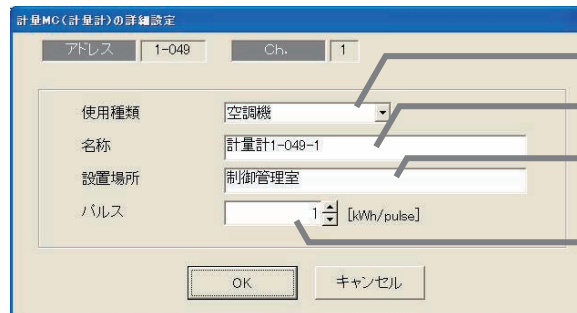 計量MC(計量計)の詳細設定
アドレス 1-049 Ch. 1
使用種類 空調機
名称 計量計1-049-1
設置場所 制御管理室
パルス 1 [kWh/pulse]
OK キャンセル